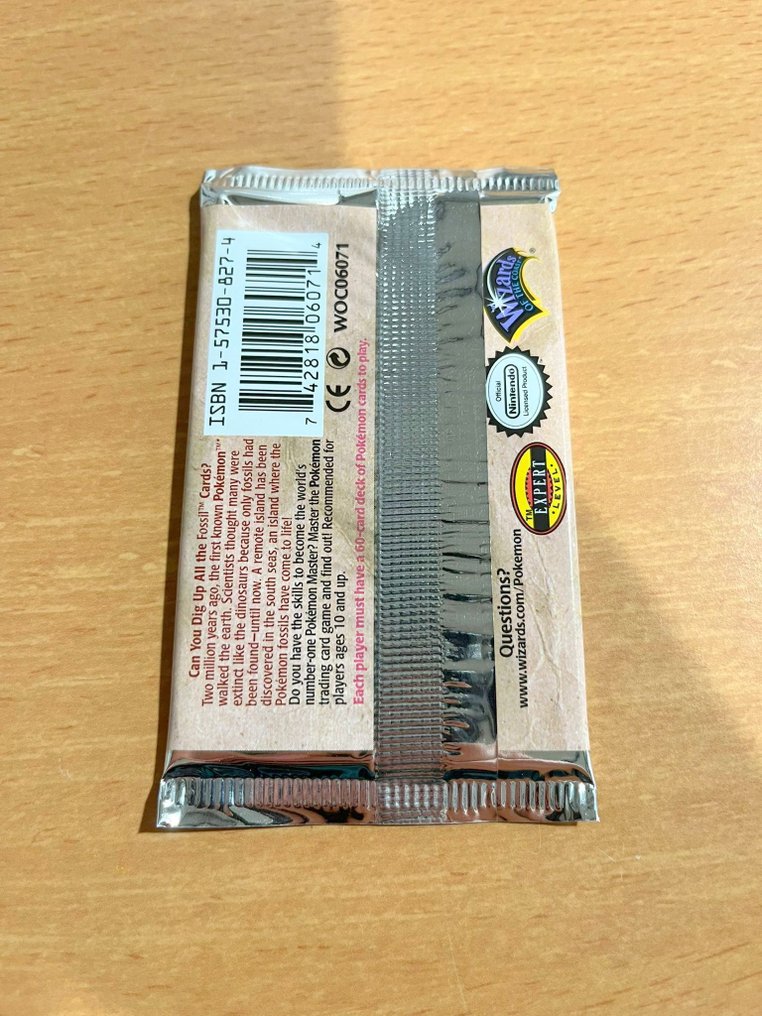 ISBN 1-57530-827-4
7 42818 06071 4
CE WOC06071
Can You Dig Up All the Fossil™ Cards?
Two million years ago, the first known Pokémon™,
walked the earth. Scientists thought many were
extinct like the dinosaurs because only fossils had
been found–until now. A remote island has been
discovered in the south seas, an island where the
Pokémon fossils have come to life!
Do you have the skills to become the world's
number-one Pokémon Master? Master the Pokémon
trading card game and find out! Recommended for
players ages 10 and up.
Each player must have a 60-card deck of Pokémon cards to play.
Wizards
OF THE COAST
®
Official
Nintendo
Licensed Product
TM
EXPERT
LEVEL
Questions?
www.wizards.com/Pokemon